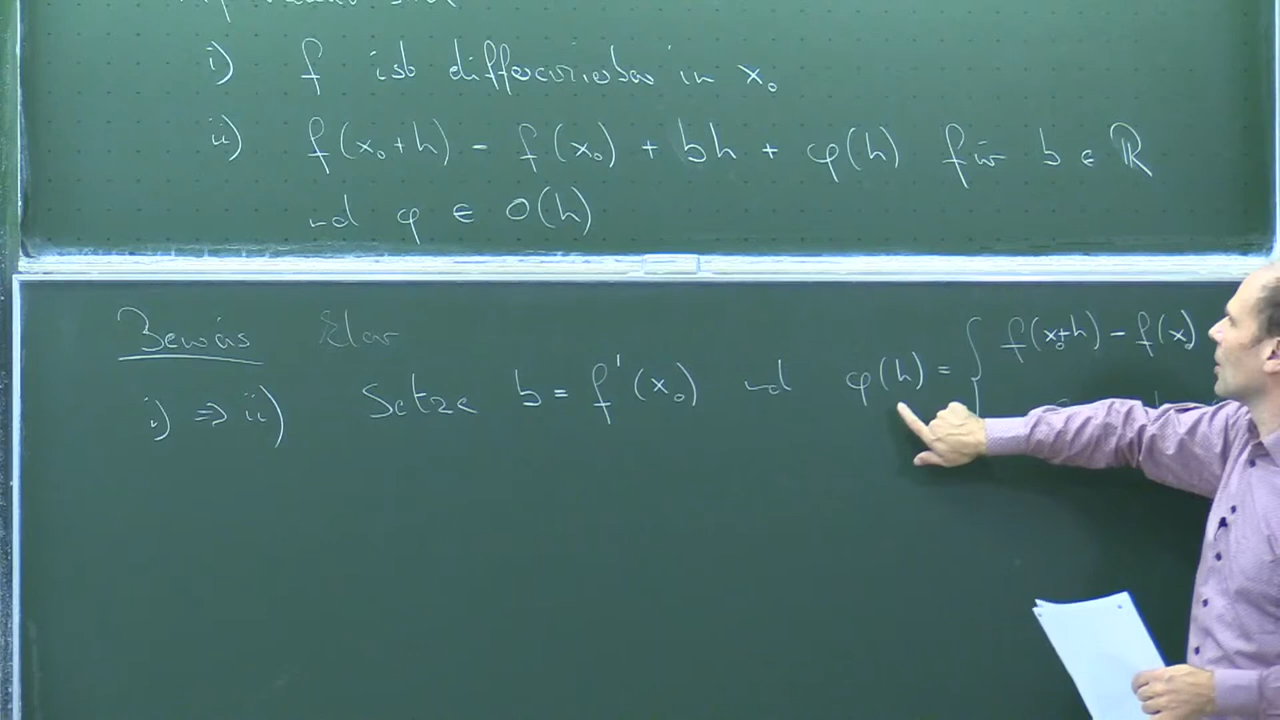 i) f ist differenzierbar in x₀
ii) f(x₀+h) = f(x₀) + bh + φ(h) für b ∈ ℝ
und φ ∈ o(h)
Beweis Klar
i) ⇒ ii) Setze b = f'(x₀) und φ(h) = { f(x₀+h) - f(x₀)